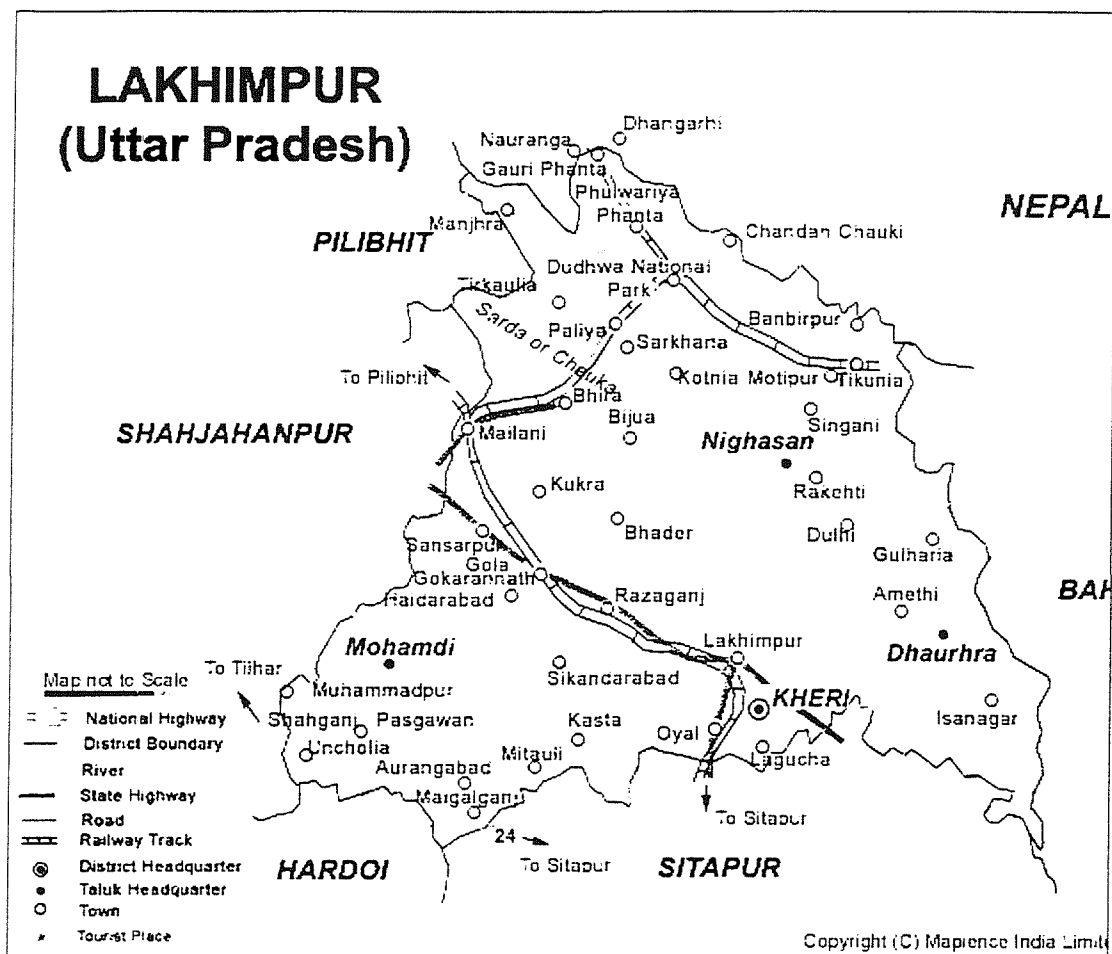 LAKHIMPUR
(Uttar Pradesh)
Dhangarhi
Nauranga
Gauri Phanta
Phulwariya
Phanta
NEPAL
Manjhra
PILIBHIT
Chandan Chauki
Dudhwa National
Park
Tirkaulia
Banbirpur
Paliya
Sarda or Chauka
Sarkhana
To Pilibhit
Kotnia
Motipur
Tikunia
Bhira
Bijua
Singani
SHAHJAHANPUR
Mailani
Nighasan
Kukra
Rakehti
Bhader
Dulhi
Sansarpur
Gulharia
Gola
Gokarannath
Haidarabad
Razaganj
Amethi
BAH
Lakhimpur
Mohamdi
Dhaurhra
To Tilhar
Sikandarabad
Map not to Scale
Muhammadpur
KHERI
Isanagar
National Highway
Shahganj
Pasgawan
Kasta
Oyal
District Boundary
Uncholia
Mitauli
Lagucha
River
Aurangabad
State Highway
Maigalganj
Road
To Sitapur
Railway Track
24
To Sitapur
District Headquarter
HARDOI
SITAPUR
Taluk Headquarter
Town
Tourist Place
Copyright (C) Mapience India Limite